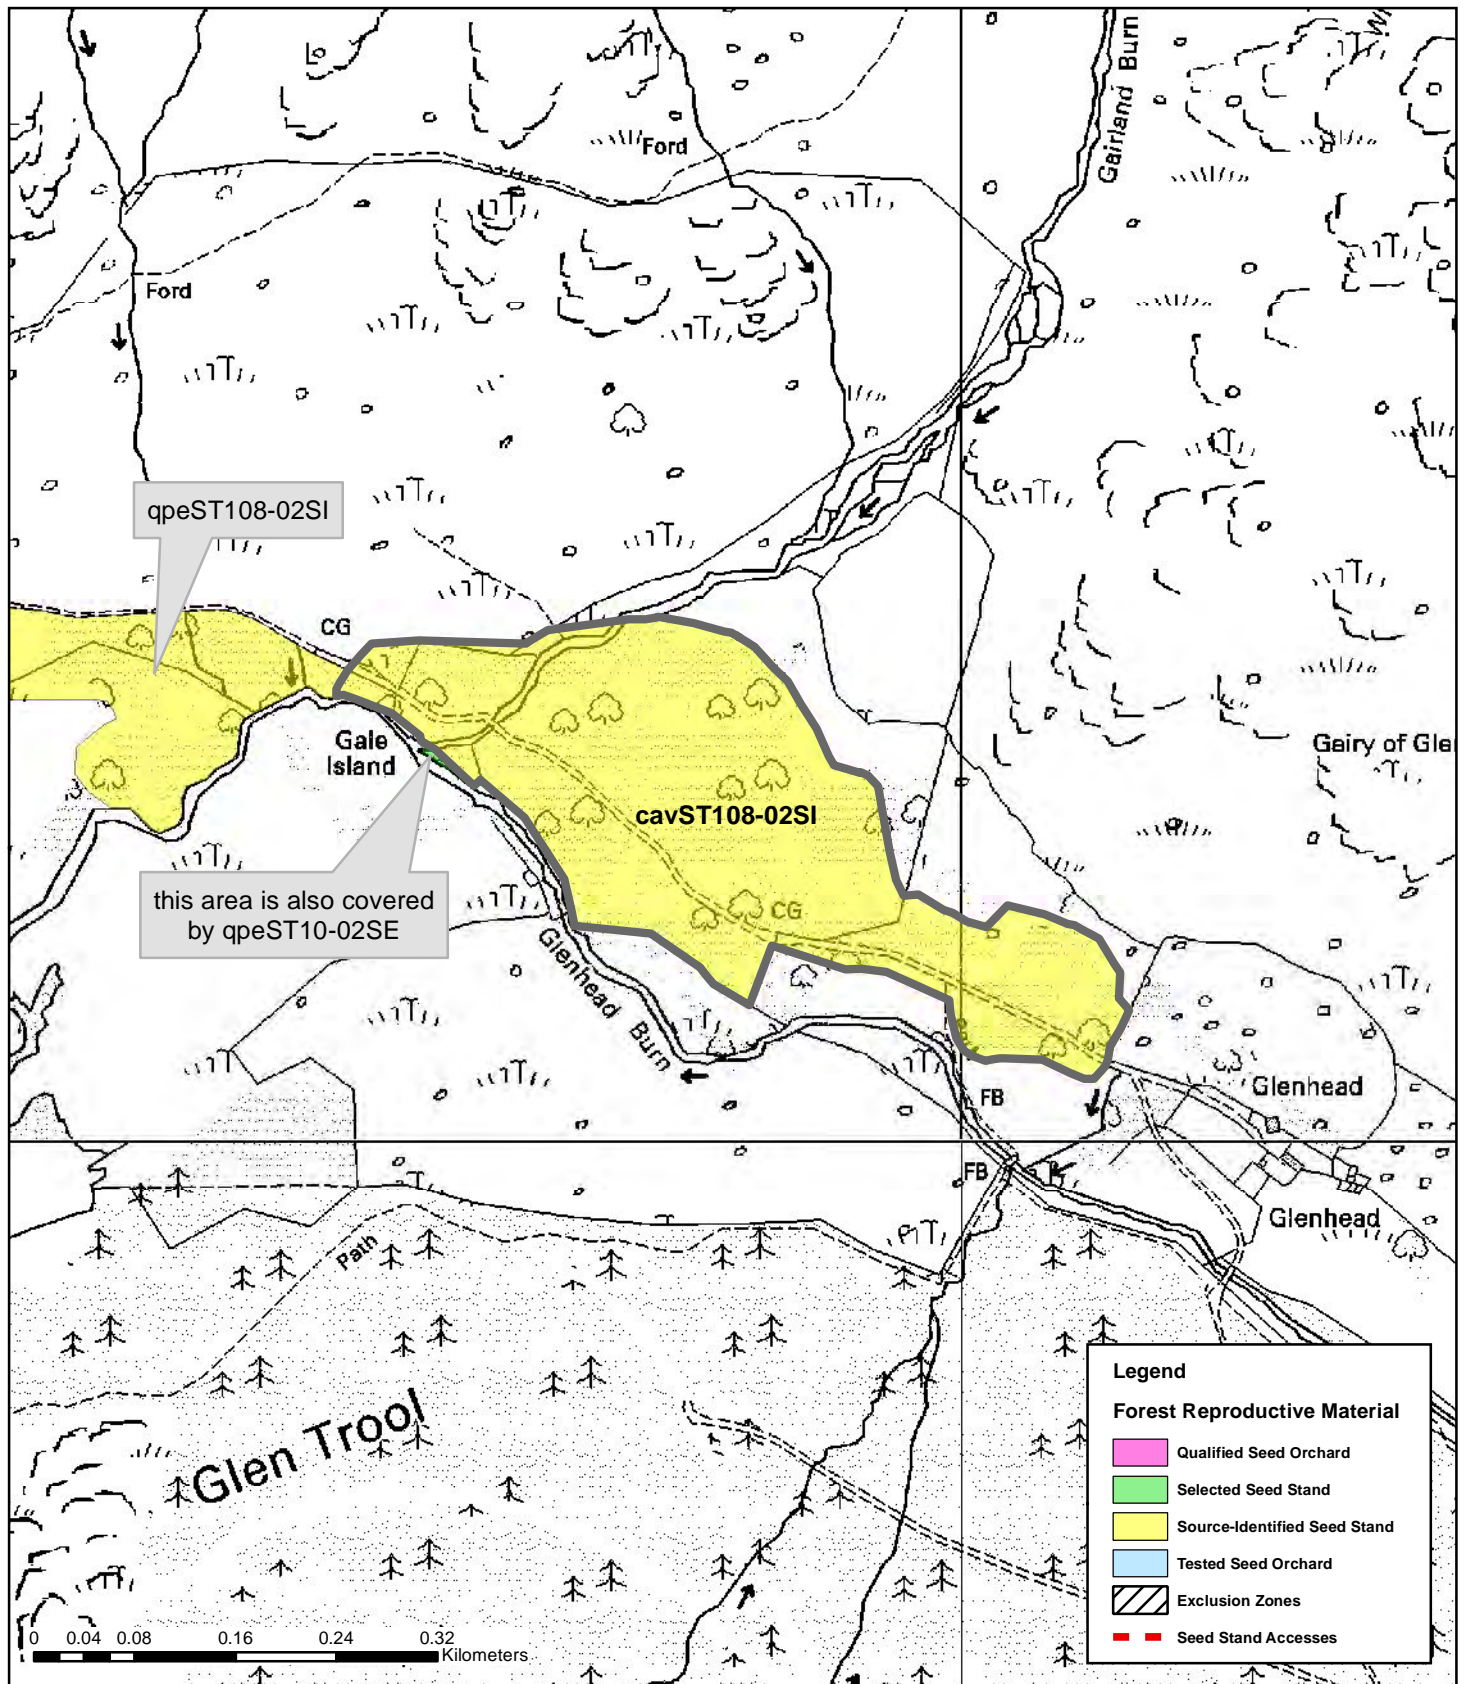 Gairland Burn
Ford
Ford
qpeST108-02SI
CG
Gale
Island
Gairy of Gle
cavST108-02SI
this area is also covered
by qpeST10-02SE
CG
Glenhead Burn
FB
Glenhead
FB
Glenhead
Path
Glen Trool
Legend
Forest Reproductive Material
Qualified Seed Orchard
Selected Seed Stand
Source-Identified Seed Stand
Tested Seed Orchard
Exclusion Zones
Seed Stand Accesses
0 0.04 0.08 0.16 0.24 0.32
Kilometers